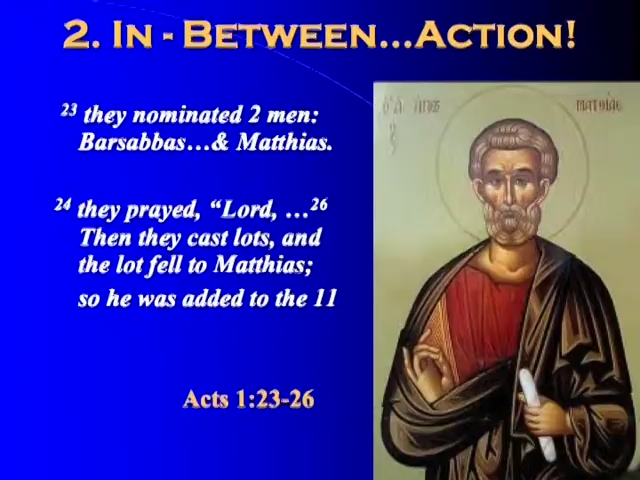 2. In - Between...Action!
23 they nominated 2 men:
Barsabbas...& Matthias.
24 they prayed, “Lord, ...26
Then they cast lots, and
the lot fell to Matthias;
so he was added to the 11
Acts 1:23-26